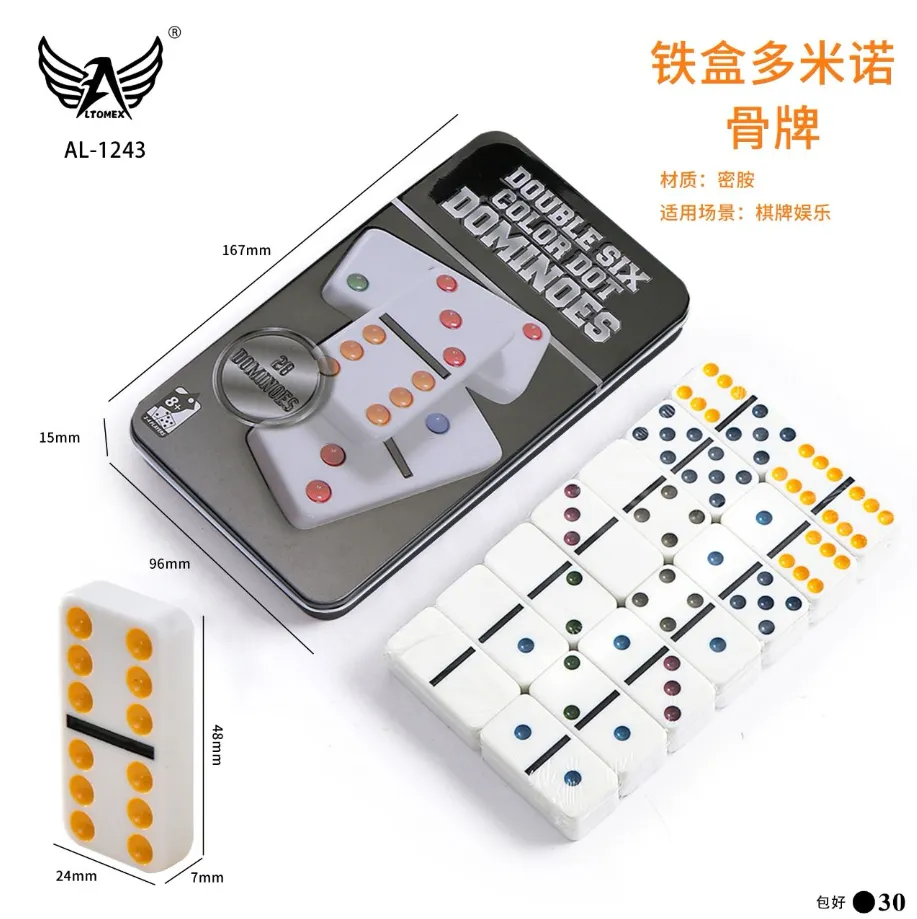 ®
ALTOMEX
AL-1243
铁盒多米诺
骨牌
材质：密胺
适用场景：棋牌娱乐
167mm
DOUBLE SIX
COLOR DOT
DOMINOES
28
DOMINOES
8+
15mm
96mm
48mm
24mm
7mm
包好 ●30